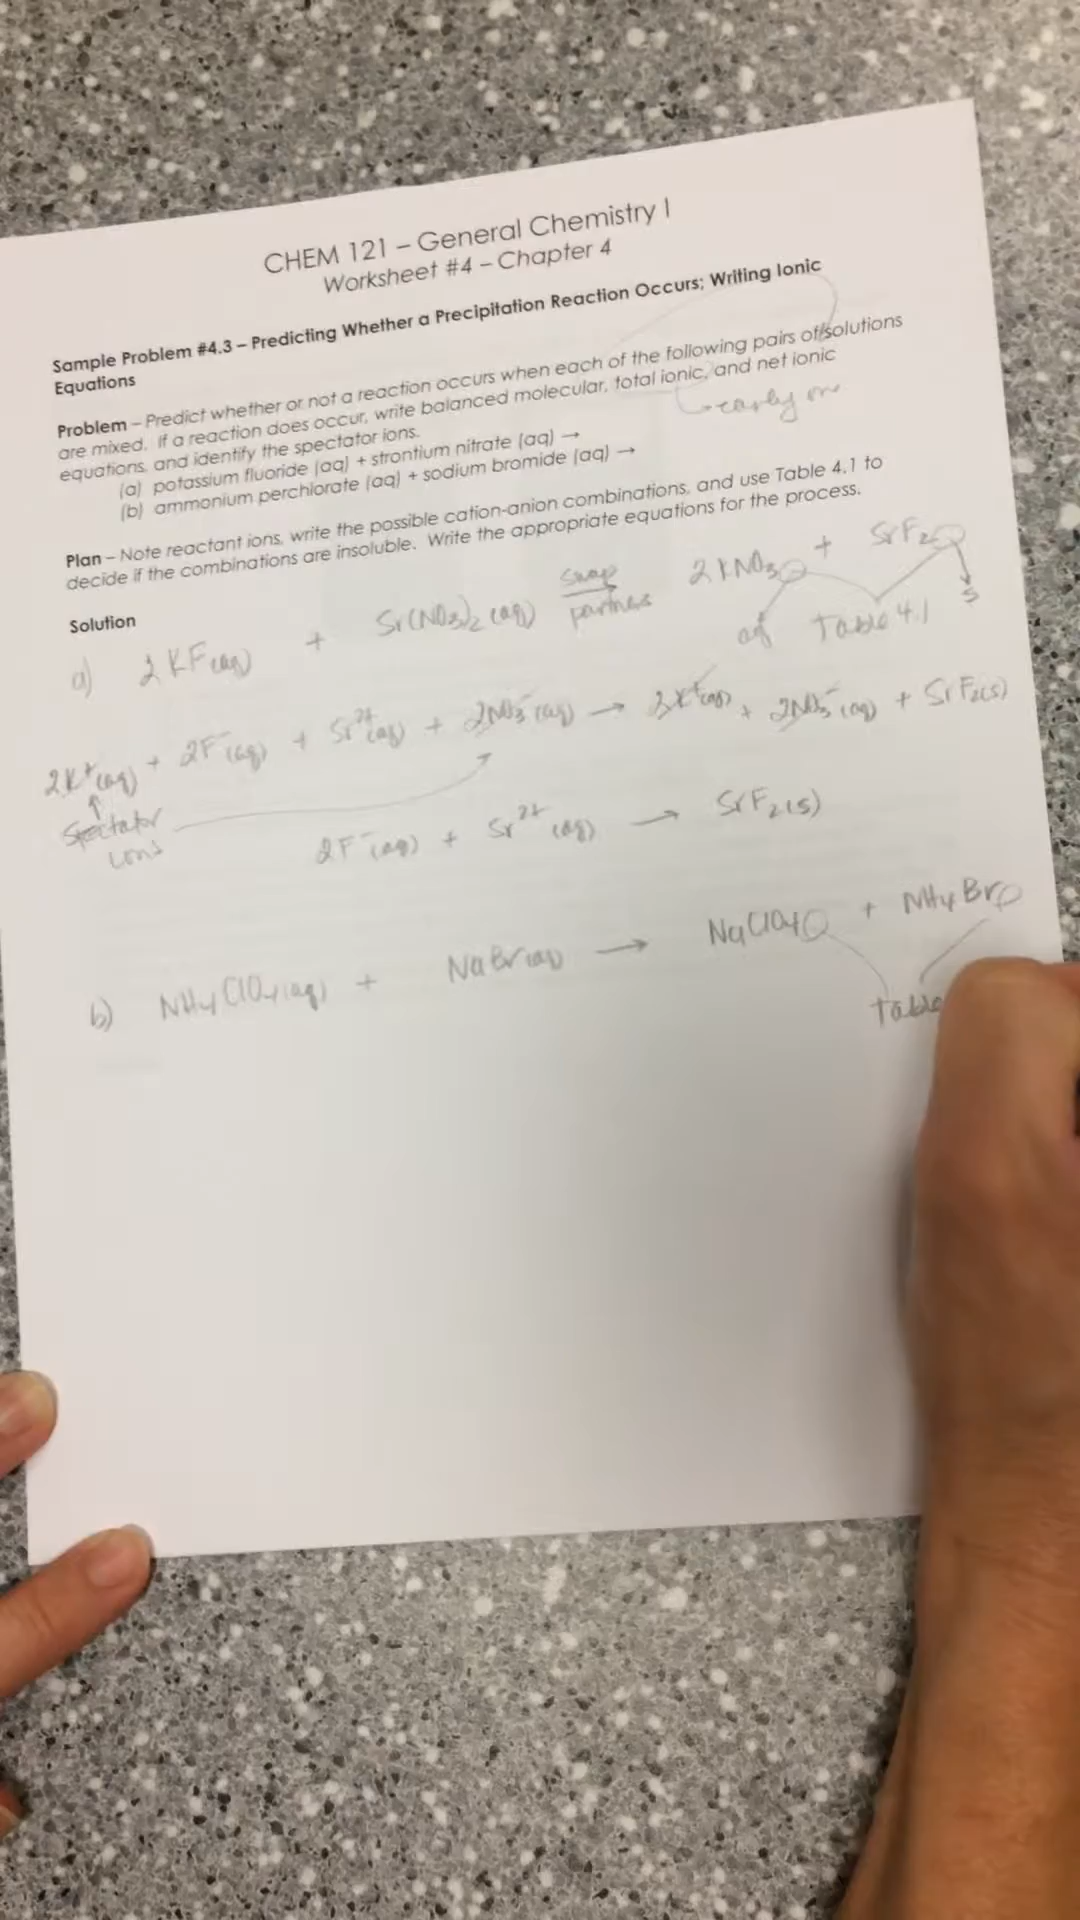 CHEM 121 – General Chemistry I
Worksheet #4 – Chapter 4
Sample Problem #4.3 – Predicting Whether a Precipitation Reaction Occurs; Writing Ionic
Equations
Problem – Predict whether or not a reaction occurs when each of the following pairs of solutions
are mixed. If a reaction does occur, write balanced molecular, total ionic, and net ionic
equations, and identify the spectator ions.
(a) potassium fluoride (aq) + strontium nitrate (aq) →
(b) ammonium perchlorate (aq) + sodium bromide (aq) →
Plan – Note reactant ions, write the possible cation-anion combinations, and use Table 4.1 to
decide if the combinations are insoluble. Write the appropriate equations for the process.
Solution
a) 2KF(aq) + Sr(NO3)2 (aq) swap partners 2KNO3 + SrF2
aq Table 4.1 s
2K+(aq) + 2F-(aq) + Sr2+(aq) + 2NO3-(aq) → 2K+(aq) + 2NO3-(aq) + SrF2(s)
Spectator
ions
2F-(aq) + Sr2+(aq) → SrF2(s)
b) NH4ClO4(aq) + NaBr(aq) → NaClO4 + NH4Br
Table